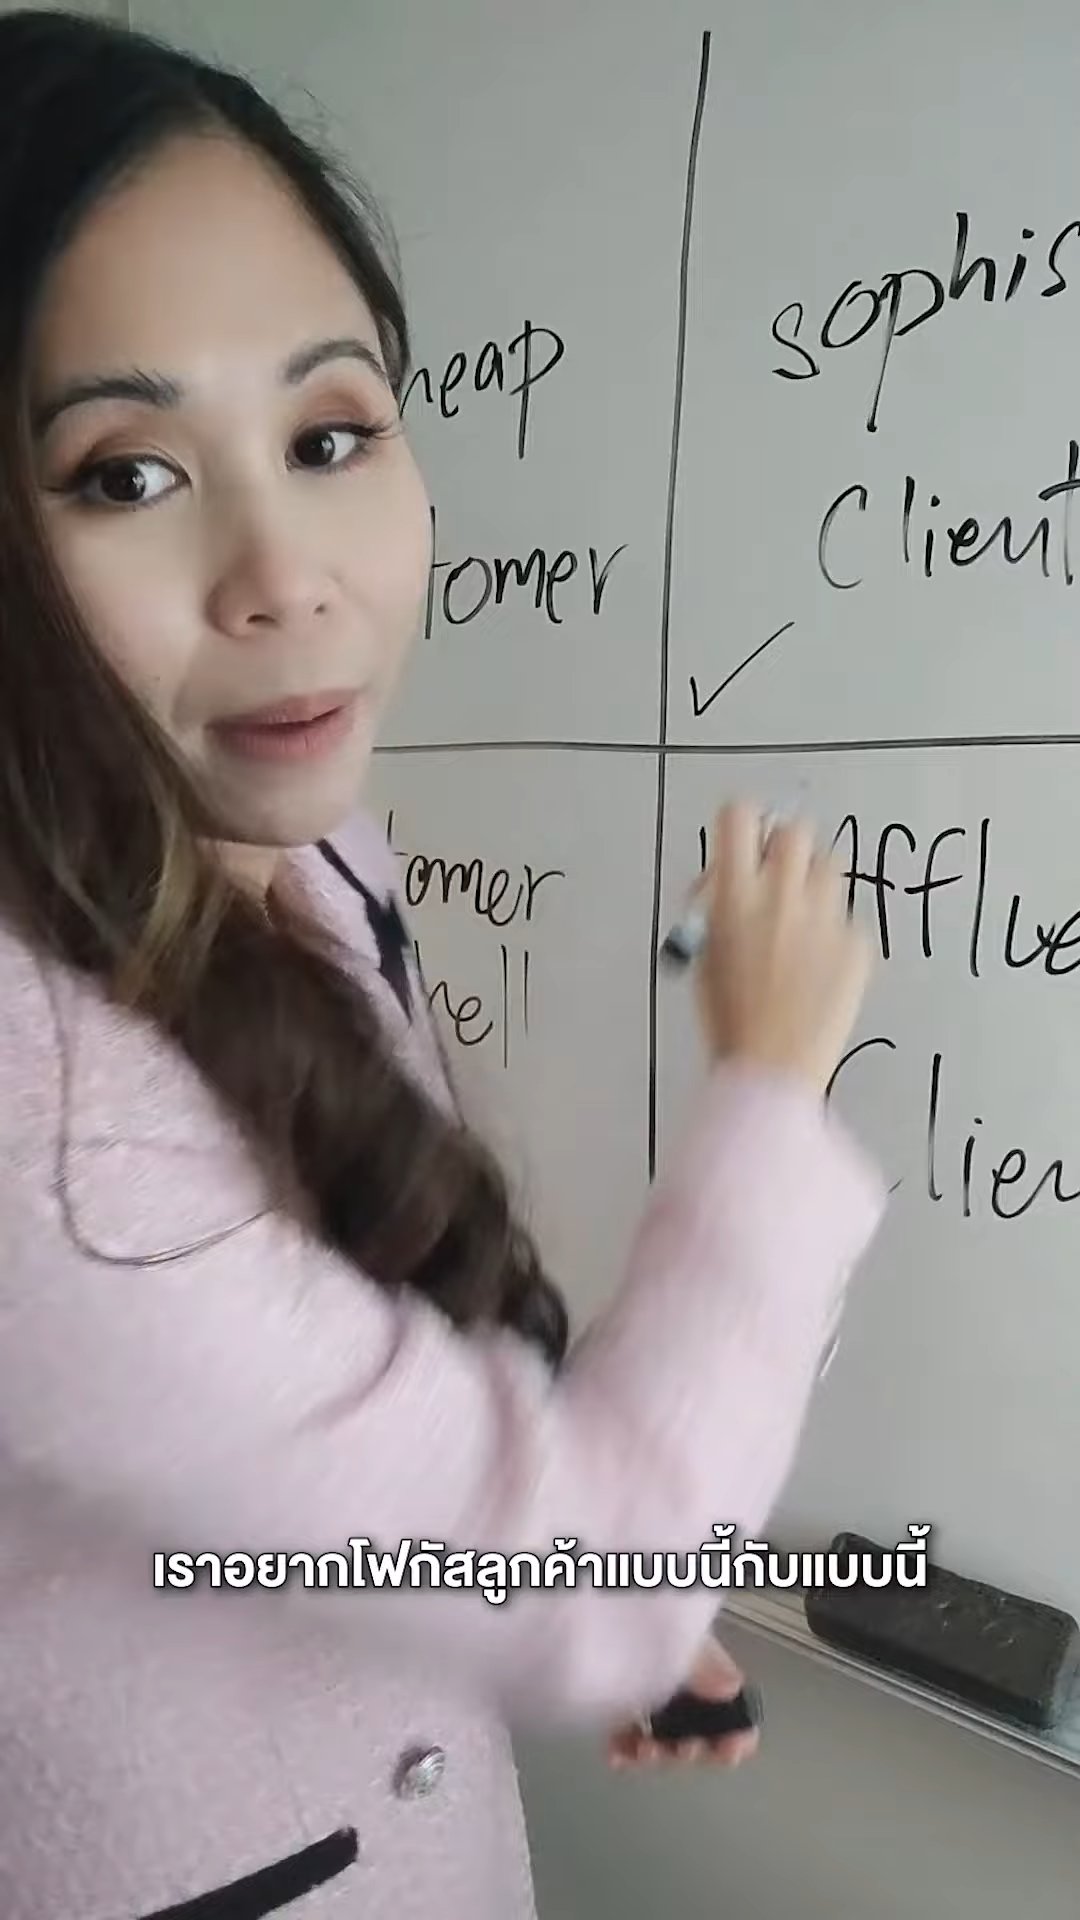 heap
sophis
Client
tomer
✓
tomer
Afflue
hell
Clien
เราอยากโฟกัสลูกค้าแบบนี้กับแบบนี้